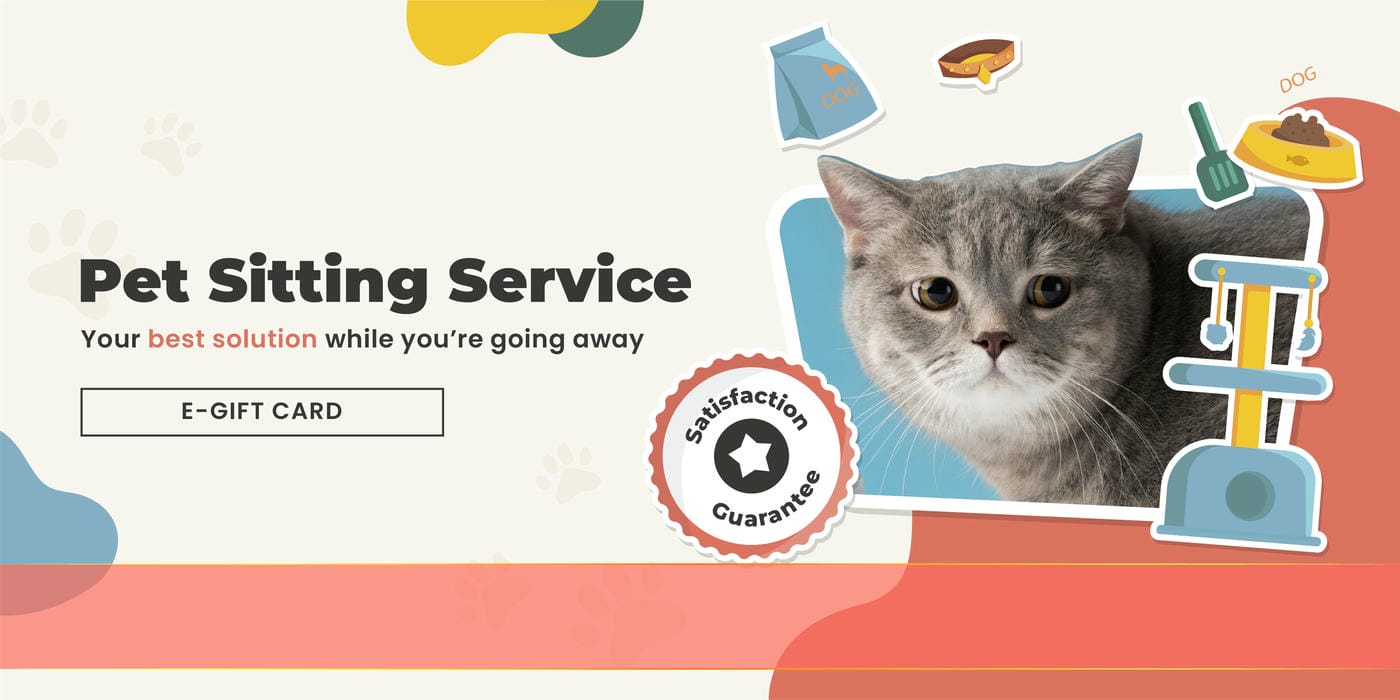 DOG
DOG
Pet Sitting Service
Your best solution while you’re going away
E-GIFT CARD
Satisfaction
Guarantee